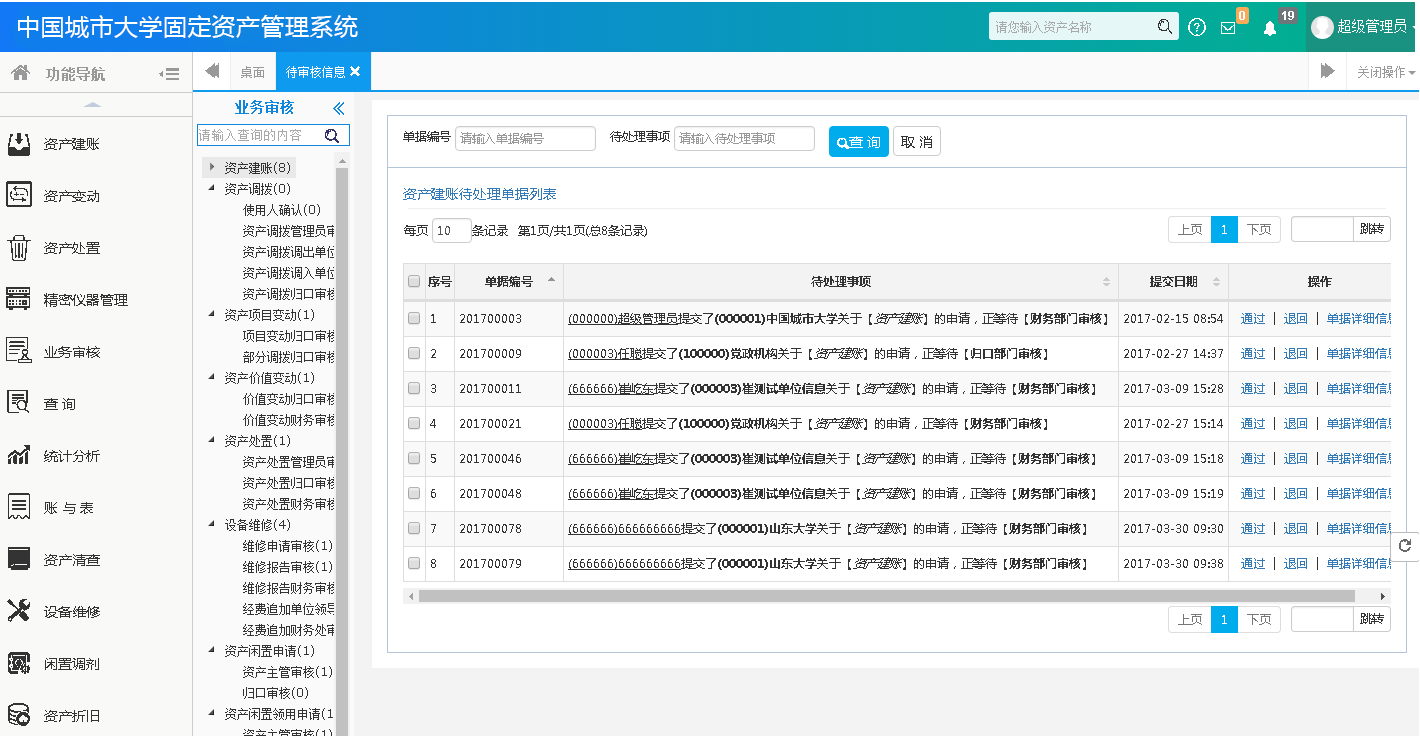 中国城市大学固定资产管理系统
请您输入资产名称
0
19
超级管理员
功能导航
桌面
待审核信息
关闭操作
资产建账
资产变动
资产处置
精密仪器管理
业务审核
查 询
统计分析
账 与 表
资产清查
设备维修
闲置调剂
资产折旧
业务审核
请输入查询的内容
资产建账(8)
资产调拨(0)
使用人确认(0)
资产调拨管理员审
资产调拨调出单位
资产调拨调入单位
资产调拨归口审核
资产项目变动(1)
项目变动归口审核
部分调拨归口审核
资产价值变动(1)
价值变动归口审核
价值变动财务审核
资产处置(1)
资产处置管理员审
资产处置归口审核
资产处置财务审核
设备维修(4)
维修申请审核(1)
维修报告审核(1)
维修报告财务审核
经费追加单位领导
经费追加财务处审
资产闲置申请(1)
资产主管审核(1)
归口审核(0)
资产闲置领用申请(1
资产主管审核(1)
单据编号 请输入单据编号 待处理事项 请输入待处理事项 查 询 取 消
资产建账待处理单据列表
每页 10 条记录 第1页/共1页(总8条记录) 上页 1 下页 跳转
序号 单据编号 待处理事项 提交日期 操作
1 201700003 (000000)超级管理员提交了(000001)中国城市大学关于【资产建账】的申请，正等待【财务部门审核】 2017-02-15 08:54 通过 | 退回 | 单据详细信息
2 201700009 (000003)任聪提交了(100000)党政机构关于【资产建账】的申请，正等待【归口部门审核】 2017-02-27 14:37 通过 | 退回 | 单据详细信息
3 201700011 (666666)崔屹东提交了(000003)崔测试单位信息关于【资产建账】的申请，正等待【财务部门审核】 2017-03-09 15:28 通过 | 退回 | 单据详细信息
4 201700021 (000003)任聪提交了(100000)党政机构关于【资产建账】的申请，正等待【财务部门审核】 2017-02-27 15:14 通过 | 退回 | 单据详细信息
5 201700046 (666666)崔屹东提交了(000003)崔测试单位信息关于【资产建账】的申请，正等待【财务部门审核】 2017-03-09 15:18 通过 | 退回 | 单据详细信息
6 201700048 (666666)崔屹东提交了(000003)崔测试单位信息关于【资产建账】的申请，正等待【财务部门审核】 2017-03-09 15:19 通过 | 退回 | 单据详细信息
7 201700078 (666666)666666666提交了(000001)山东大学关于【资产建账】的申请，正等待【财务部门审核】 2017-03-30 09:30 通过 | 退回 | 单据详细信息
8 201700079 (666666)666666666提交了(000001)山东大学关于【资产建账】的申请，正等待【财务部门审核】 2017-03-30 09:38 通过 | 退回 | 单据详细信息
上页 1 下页 跳转